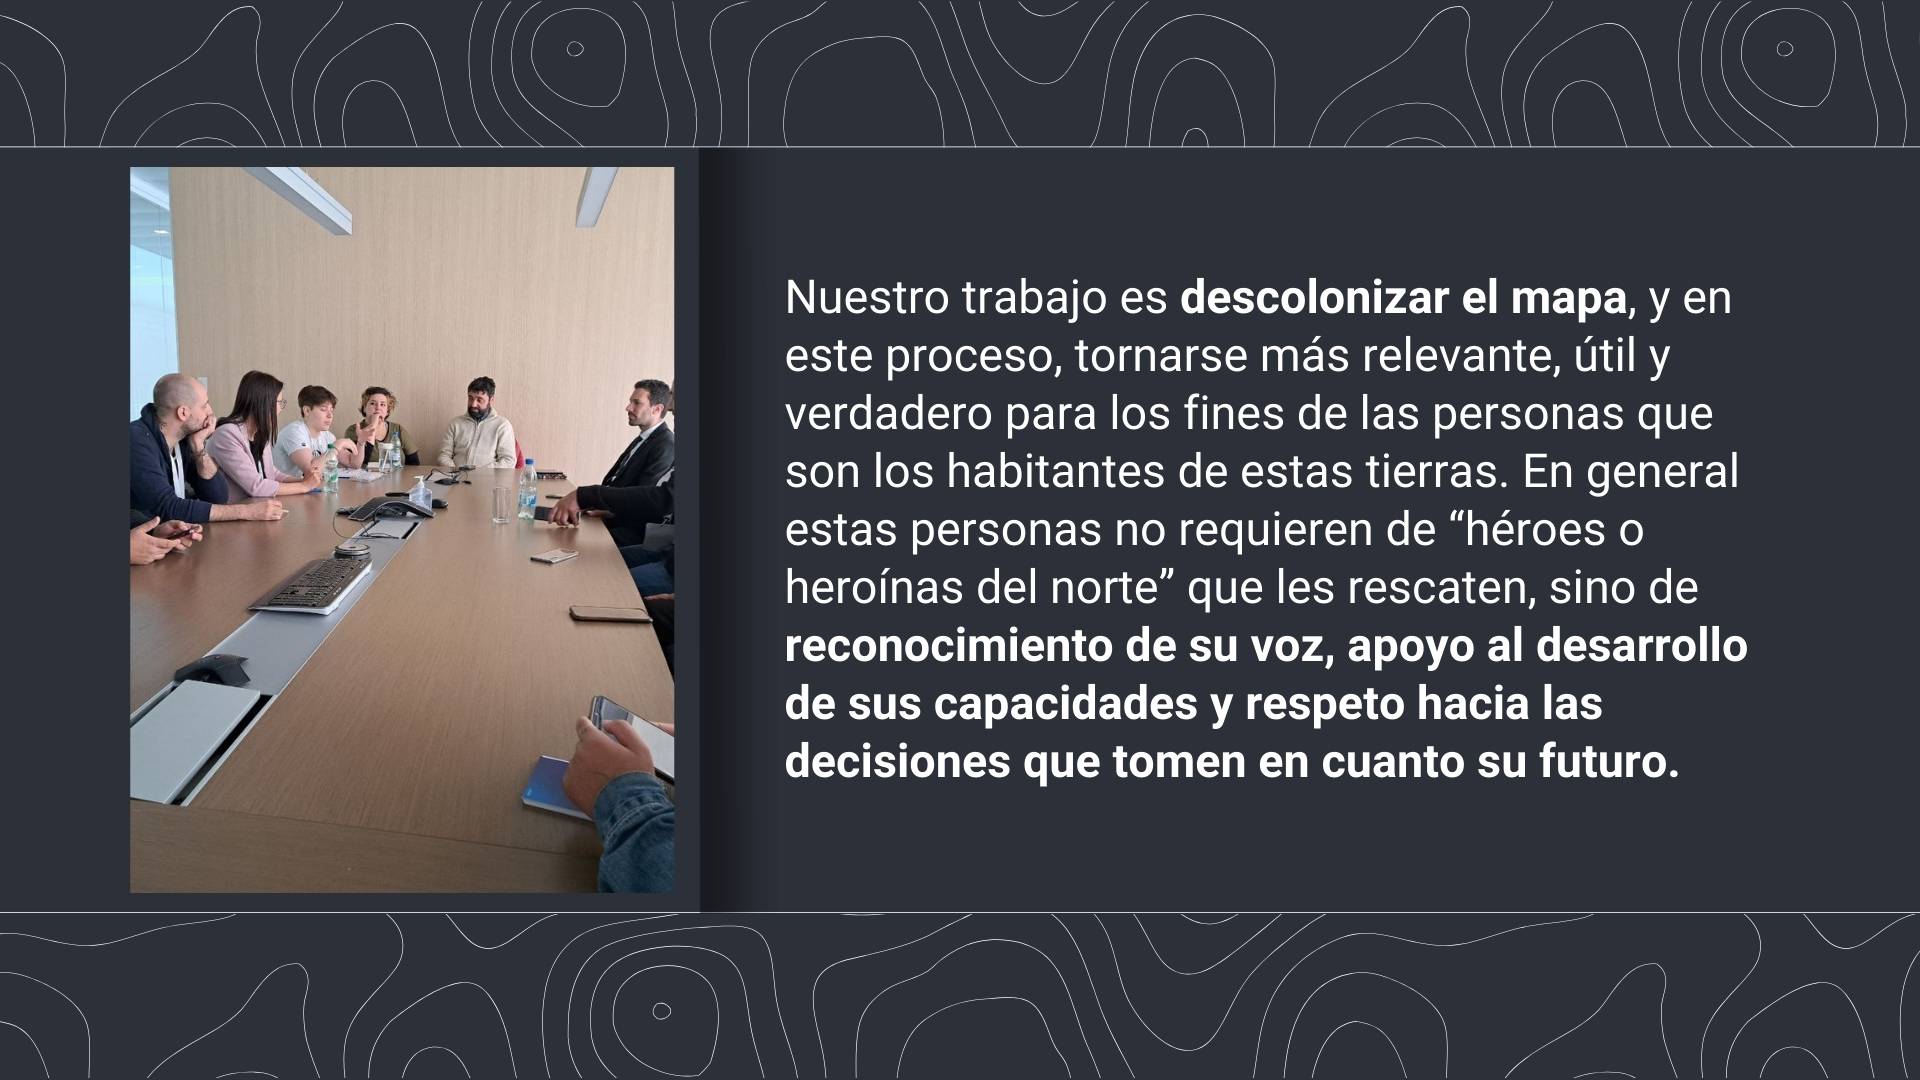 Nuestro trabajo es descolonizar el mapa, y en
este proceso, tornarse más relevante, útil y
verdadero para los fines de las personas que
son los habitantes de estas tierras. En general
estas personas no requieren de “héroes o
heroínas del norte” que les rescaten, sino de
reconocimiento de su voz, apoyo al desarrollo
de sus capacidades y respeto hacia las
decisiones que tomen en cuanto su futuro.